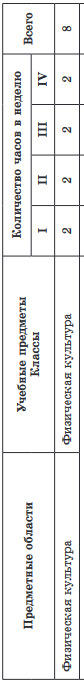 Предметные области
Учебные предметы
Классы
Количество часов в неделю
Всего
I
II
III
IV
Физическая культура
Физическая культура
2
2
2
2
8